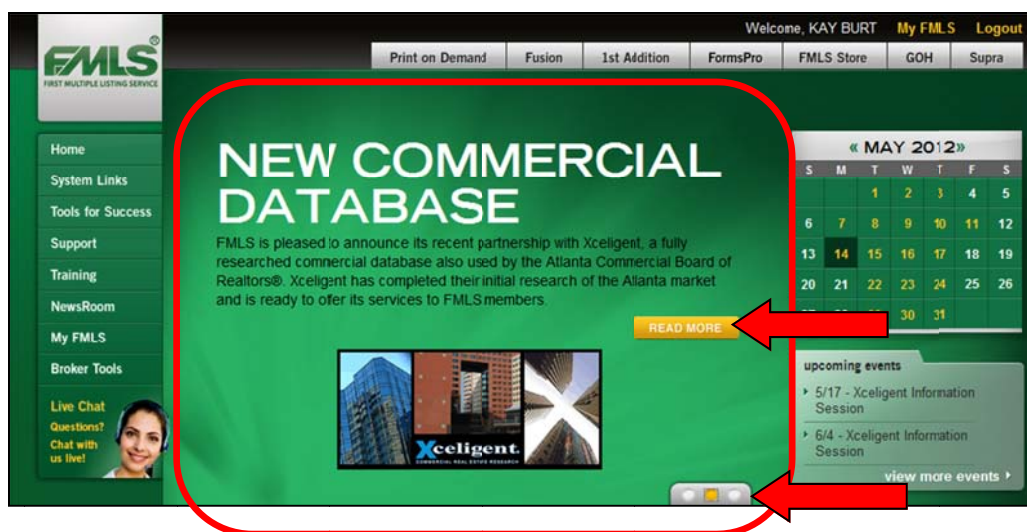 Welcome, KAY BURT My FMLS Logout
FMLS®
FIRST MULTIPLE LISTING SERVICE
Print on Demand Fusion 1st Addition FormsPro FMLS Store GOH Supra
Home
System Links
Tools for Success
Support
Training
NewsRoom
My FMLS
Broker Tools
Live Chat
Questions?
Chat with
us live!
NEW COMMERCIAL
DATABASE
FMLS is pleased to announce its recent partnership with Xceligent, a fully
researched commercial database also used by the Atlanta Commercial Board of
Realtors®. Xceligent has completed their initial research of the Atlanta market
and is ready to offer its services to FMLS members.
READ MORE
Xceligent.
COMMERCIAL REAL ESTATE RESEARCH
« MAY 2012 »
S M T W T F S
1 2 3 4 5
6 7 8 9 10 11 12
13 14 15 16 17 18 19
20 21 22 23 24 25 26
30 31
upcoming events
5/17 - Xceligent Information
Session
6/4 - Xceligent Information
Session
view more events